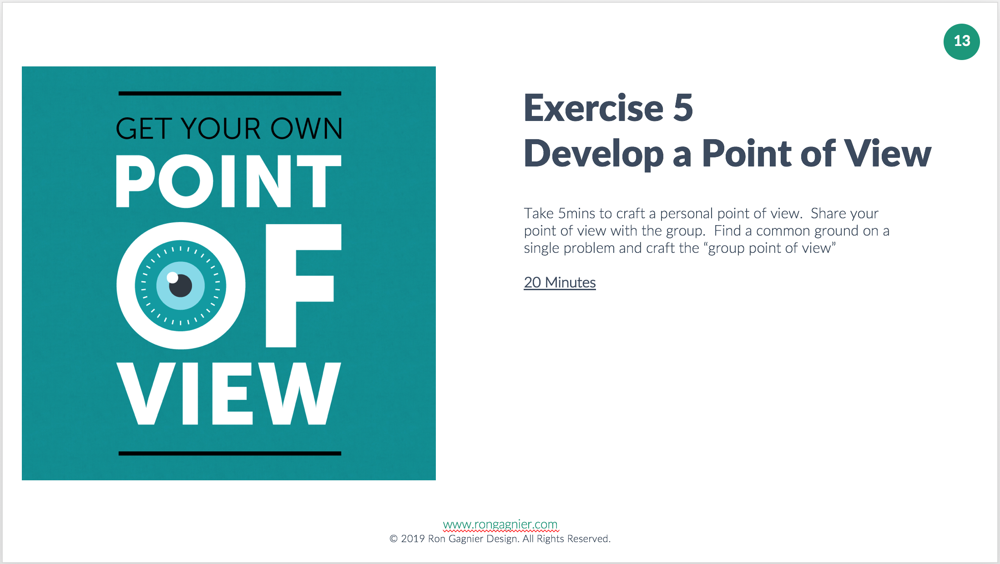 13
GET YOUR OWN
POINT
OF
VIEW
Exercise 5
Develop a Point of View
Take 5mins to craft a personal point of view.  Share your
point of view with the group.  Find a common ground on a
single problem and craft the “group point of view”
20 Minutes
www.rongagnier.com
© 2019 Ron Gagnier Design. All Rights Reserved.